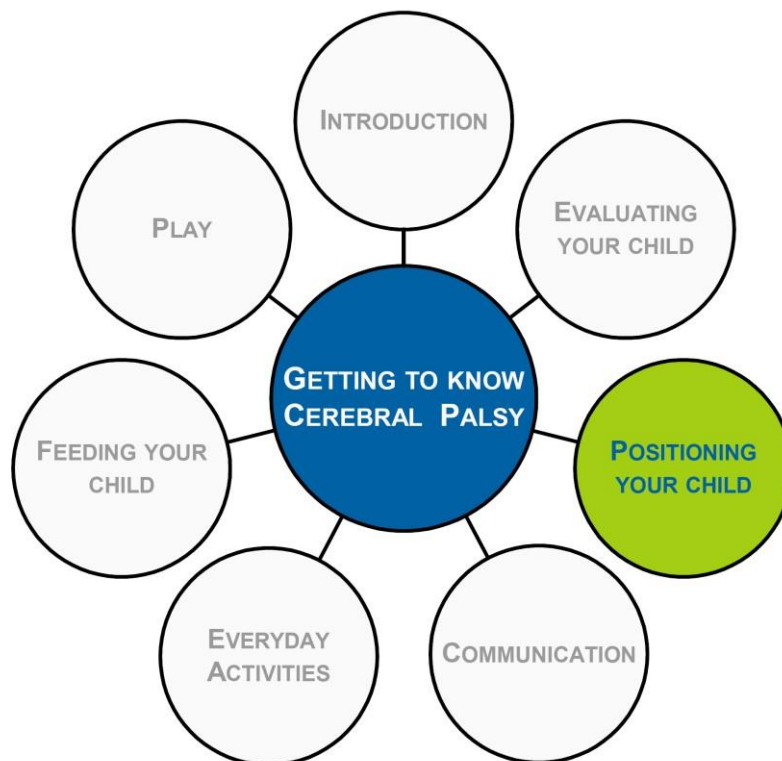 INTRODUCTION
EVALUATING
YOUR CHILD
POSITIONING
YOUR CHILD
COMMUNICATION
EVERYDAY
ACTIVITIES
FEEDING YOUR
CHILD
PLAY
GETTING TO KNOW
CEREBRAL PALSY